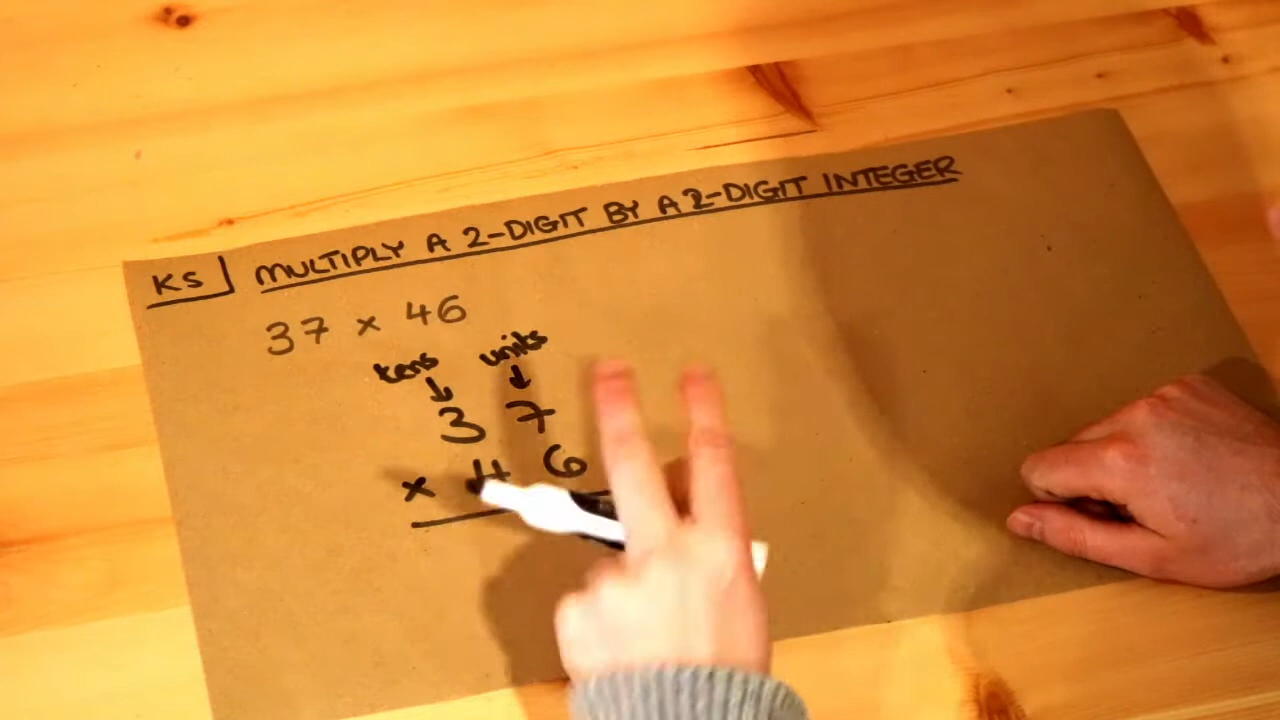 KS MULTIPLY A 2-DIGIT BY A 2-DIGIT INTEGER
37 x 46
tens units
↓ ↓
3 7
x 4 6